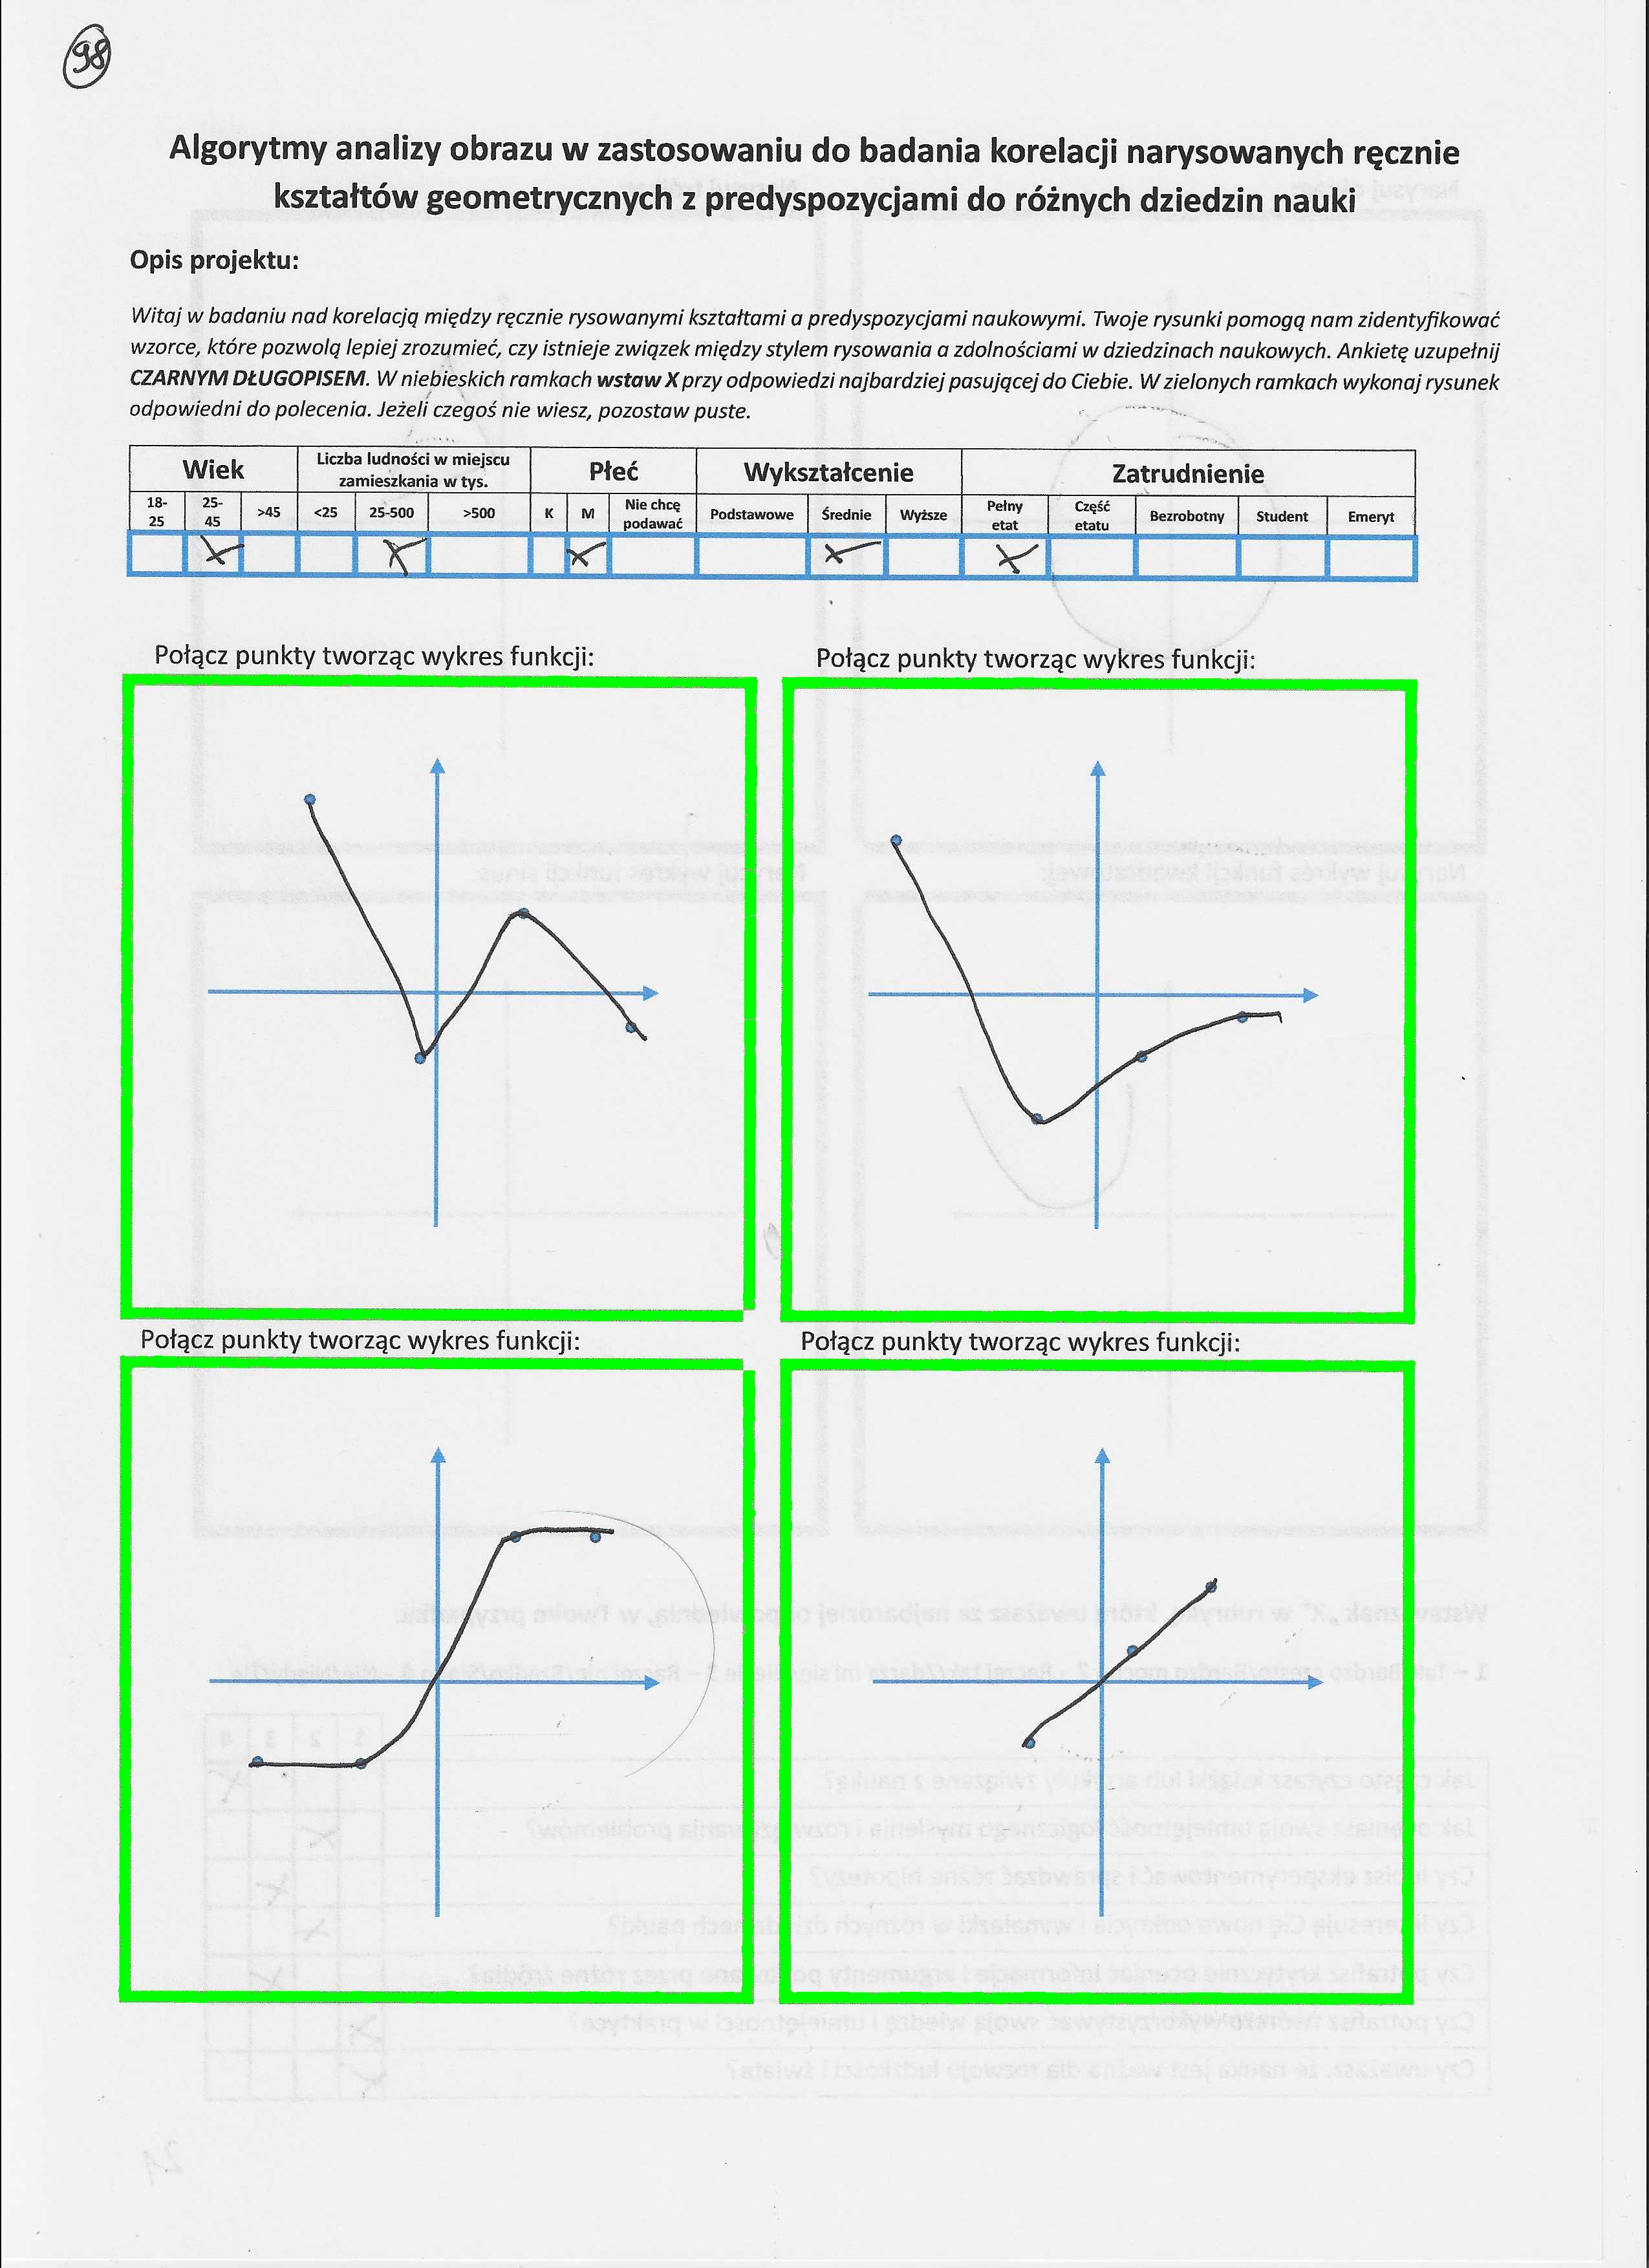 98
Algorytmy analizy obrazu w zastosowaniu do badania korelacji narysowanych ręcznie
kształtów geometrycznych z predyspozycjami do różnych dziedzin nauki
Opis projektu:
Witaj w badaniu nad korelacją między ręcznie rysowanymi kształtami a predyspozycjami naukowymi. Twoje rysunki pomogą nam zidentyfikować
wzorce, które pozwolą lepiej zrozumieć, czy istnieje związek między stylem rysowania a zdolnościami w dziedzinach naukowych. Ankietę uzupełnij
CZARNYM DŁUGOPISEM. W niebieskich ramkach wstaw X przy odpowiedzi najbardziej pasującej do Ciebie. W zielonych ramkach wykonaj rysunek
odpowiedni do polecenia. Jeżeli czegoś nie wiesz, pozostaw puste.
Wiek Liczba ludności w miejscu zamieszkania w tys. Płeć Wykształcenie Zatrudnienie
18-25 25-45 >45 <25 25-500 >500 K M Nie chcę podawać Podstawowe Średnie Wyższe Pełny etat Część etatu Bezrobotny Student Emeryt
X X X X X
Połącz punkty tworząc wykres funkcji: Połącz punkty tworząc wykres funkcji:
Połącz punkty tworząc wykres funkcji: Połącz punkty tworząc wykres funkcji: